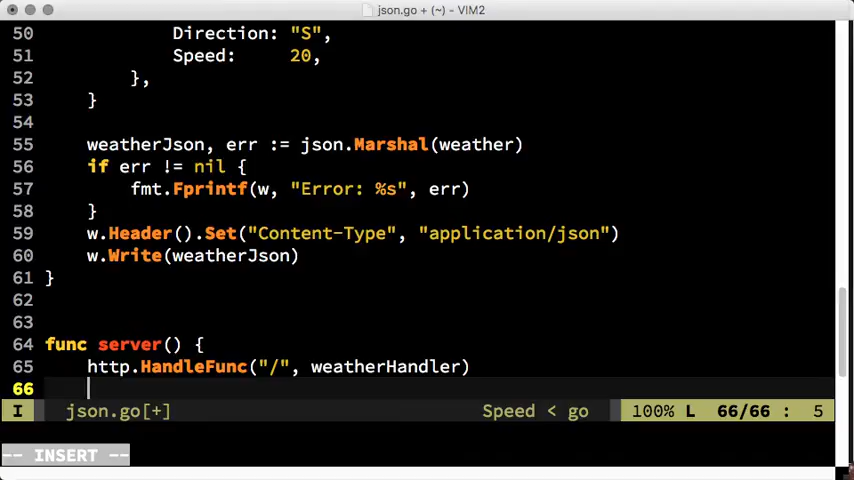 json.go + (~) - VIM2
50 Direction: "S",
51 Speed: 20,
52 },
53 }
54
55 weatherJson, err := json.Marshal(weather)
56 if err != nil {
57 fmt.Fprintf(w, "Error: %s", err)
58 }
59 w.Header().Set("Content-Type", "application/json")
60 w.Write(weatherJson)
61 }
62
63
64 func server() {
65 http.HandleFunc("/", weatherHandler)
66
I json.go[+] Speed < go 100% L 66/66 : 5
-- INSERT --